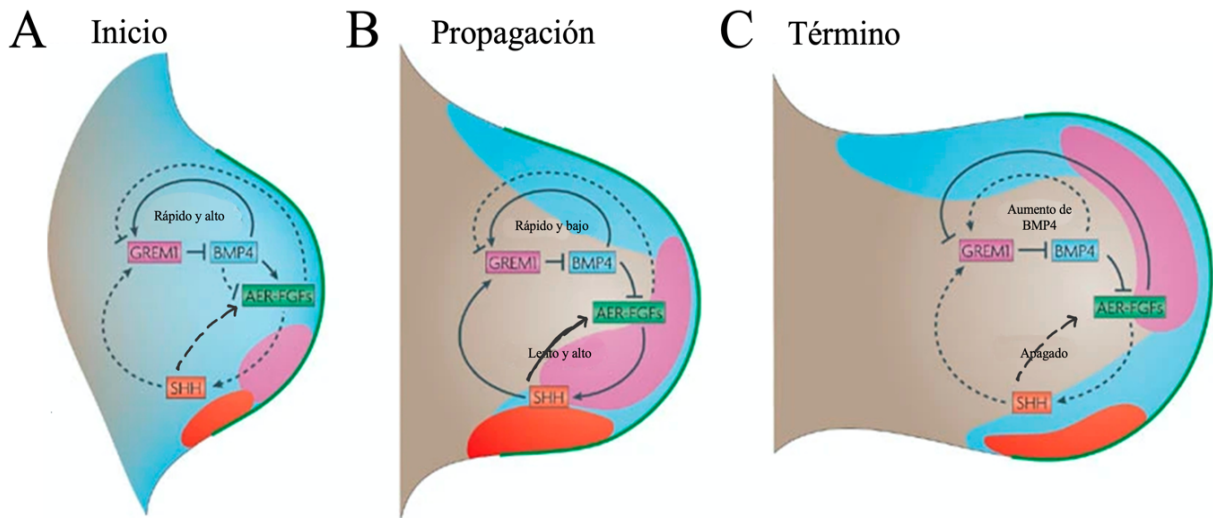 A Inicio
Rápido y alto
GREM1
BMP4
AER-FGFs
SHH
B Propagación
Rápido y bajo
GREM1
BMP4
AER-FGFs
Lento y alto
SHH
C Término
Aumento de
BMP4
GREM1
BMP4
AER-FGFs
Apagado
SHH